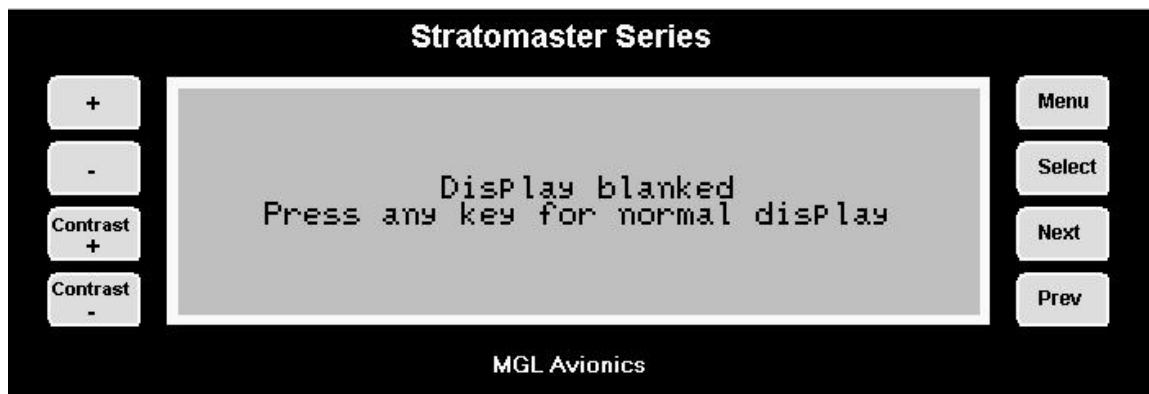 Stratomaster Series
+
-
Contrast
+
Contrast
-
Display blanked
Press any key for normal display
Menu
Select
Next
Prev
MGL Avionics